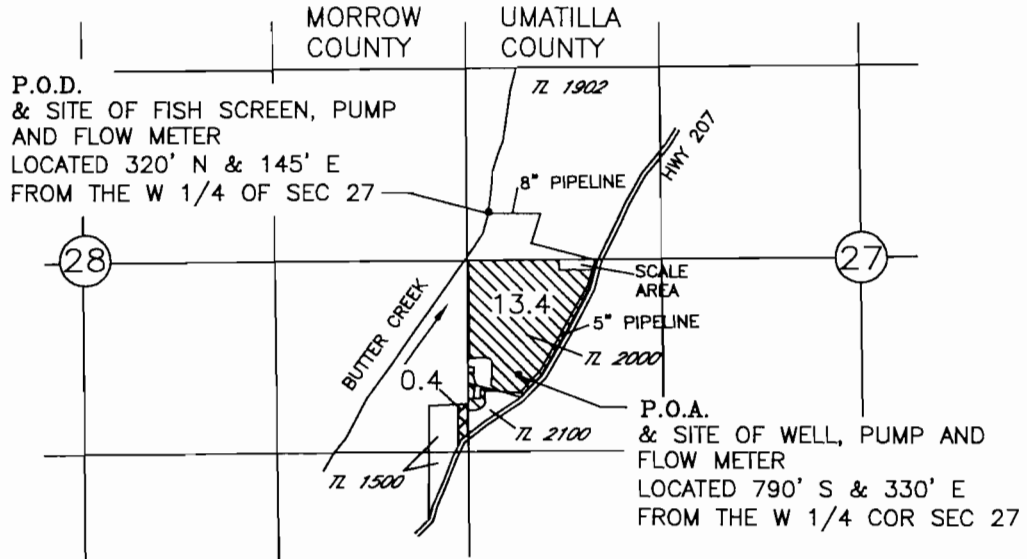 MORROW
COUNTY
UMATILLA
COUNTY
P.O.D.
& SITE OF FISH SCREEN, PUMP
AND FLOW METER
LOCATED 320' N & 145' E
FROM THE W 1/4 OF SEC 27
TL 1902
HWY 207
8" PIPELINE
28
27
SCALE
AREA
13.4
BUTTER CREEK
5" PIPELINE
TL 2000
0.4
TL 2100
TL 1500
P.O.A.
& SITE OF WELL, PUMP AND
FLOW METER
LOCATED 790' S & 330' E
FROM THE W 1/4 COR SEC 27